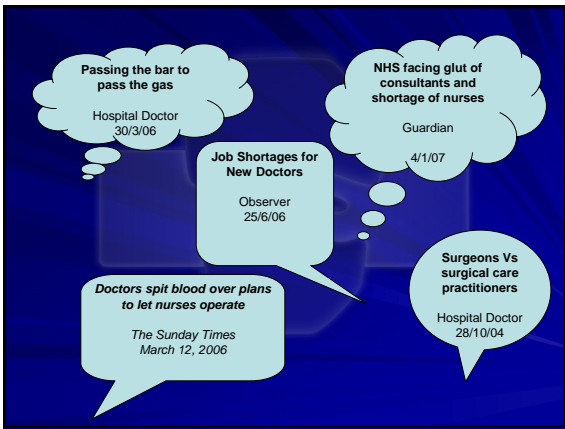 Passing the bar to
pass the gas
Hospital Doctor
30/3/06
NHS facing glut of
consultants and
shortage of nurses
Guardian
4/1/07
Job Shortages for
New Doctors
Observer
25/6/06
Surgeons Vs
surgical care
practitioners
Hospital Doctor
28/10/04
Doctors spit blood over plans
to let nurses operate
The Sunday Times
March 12, 2006